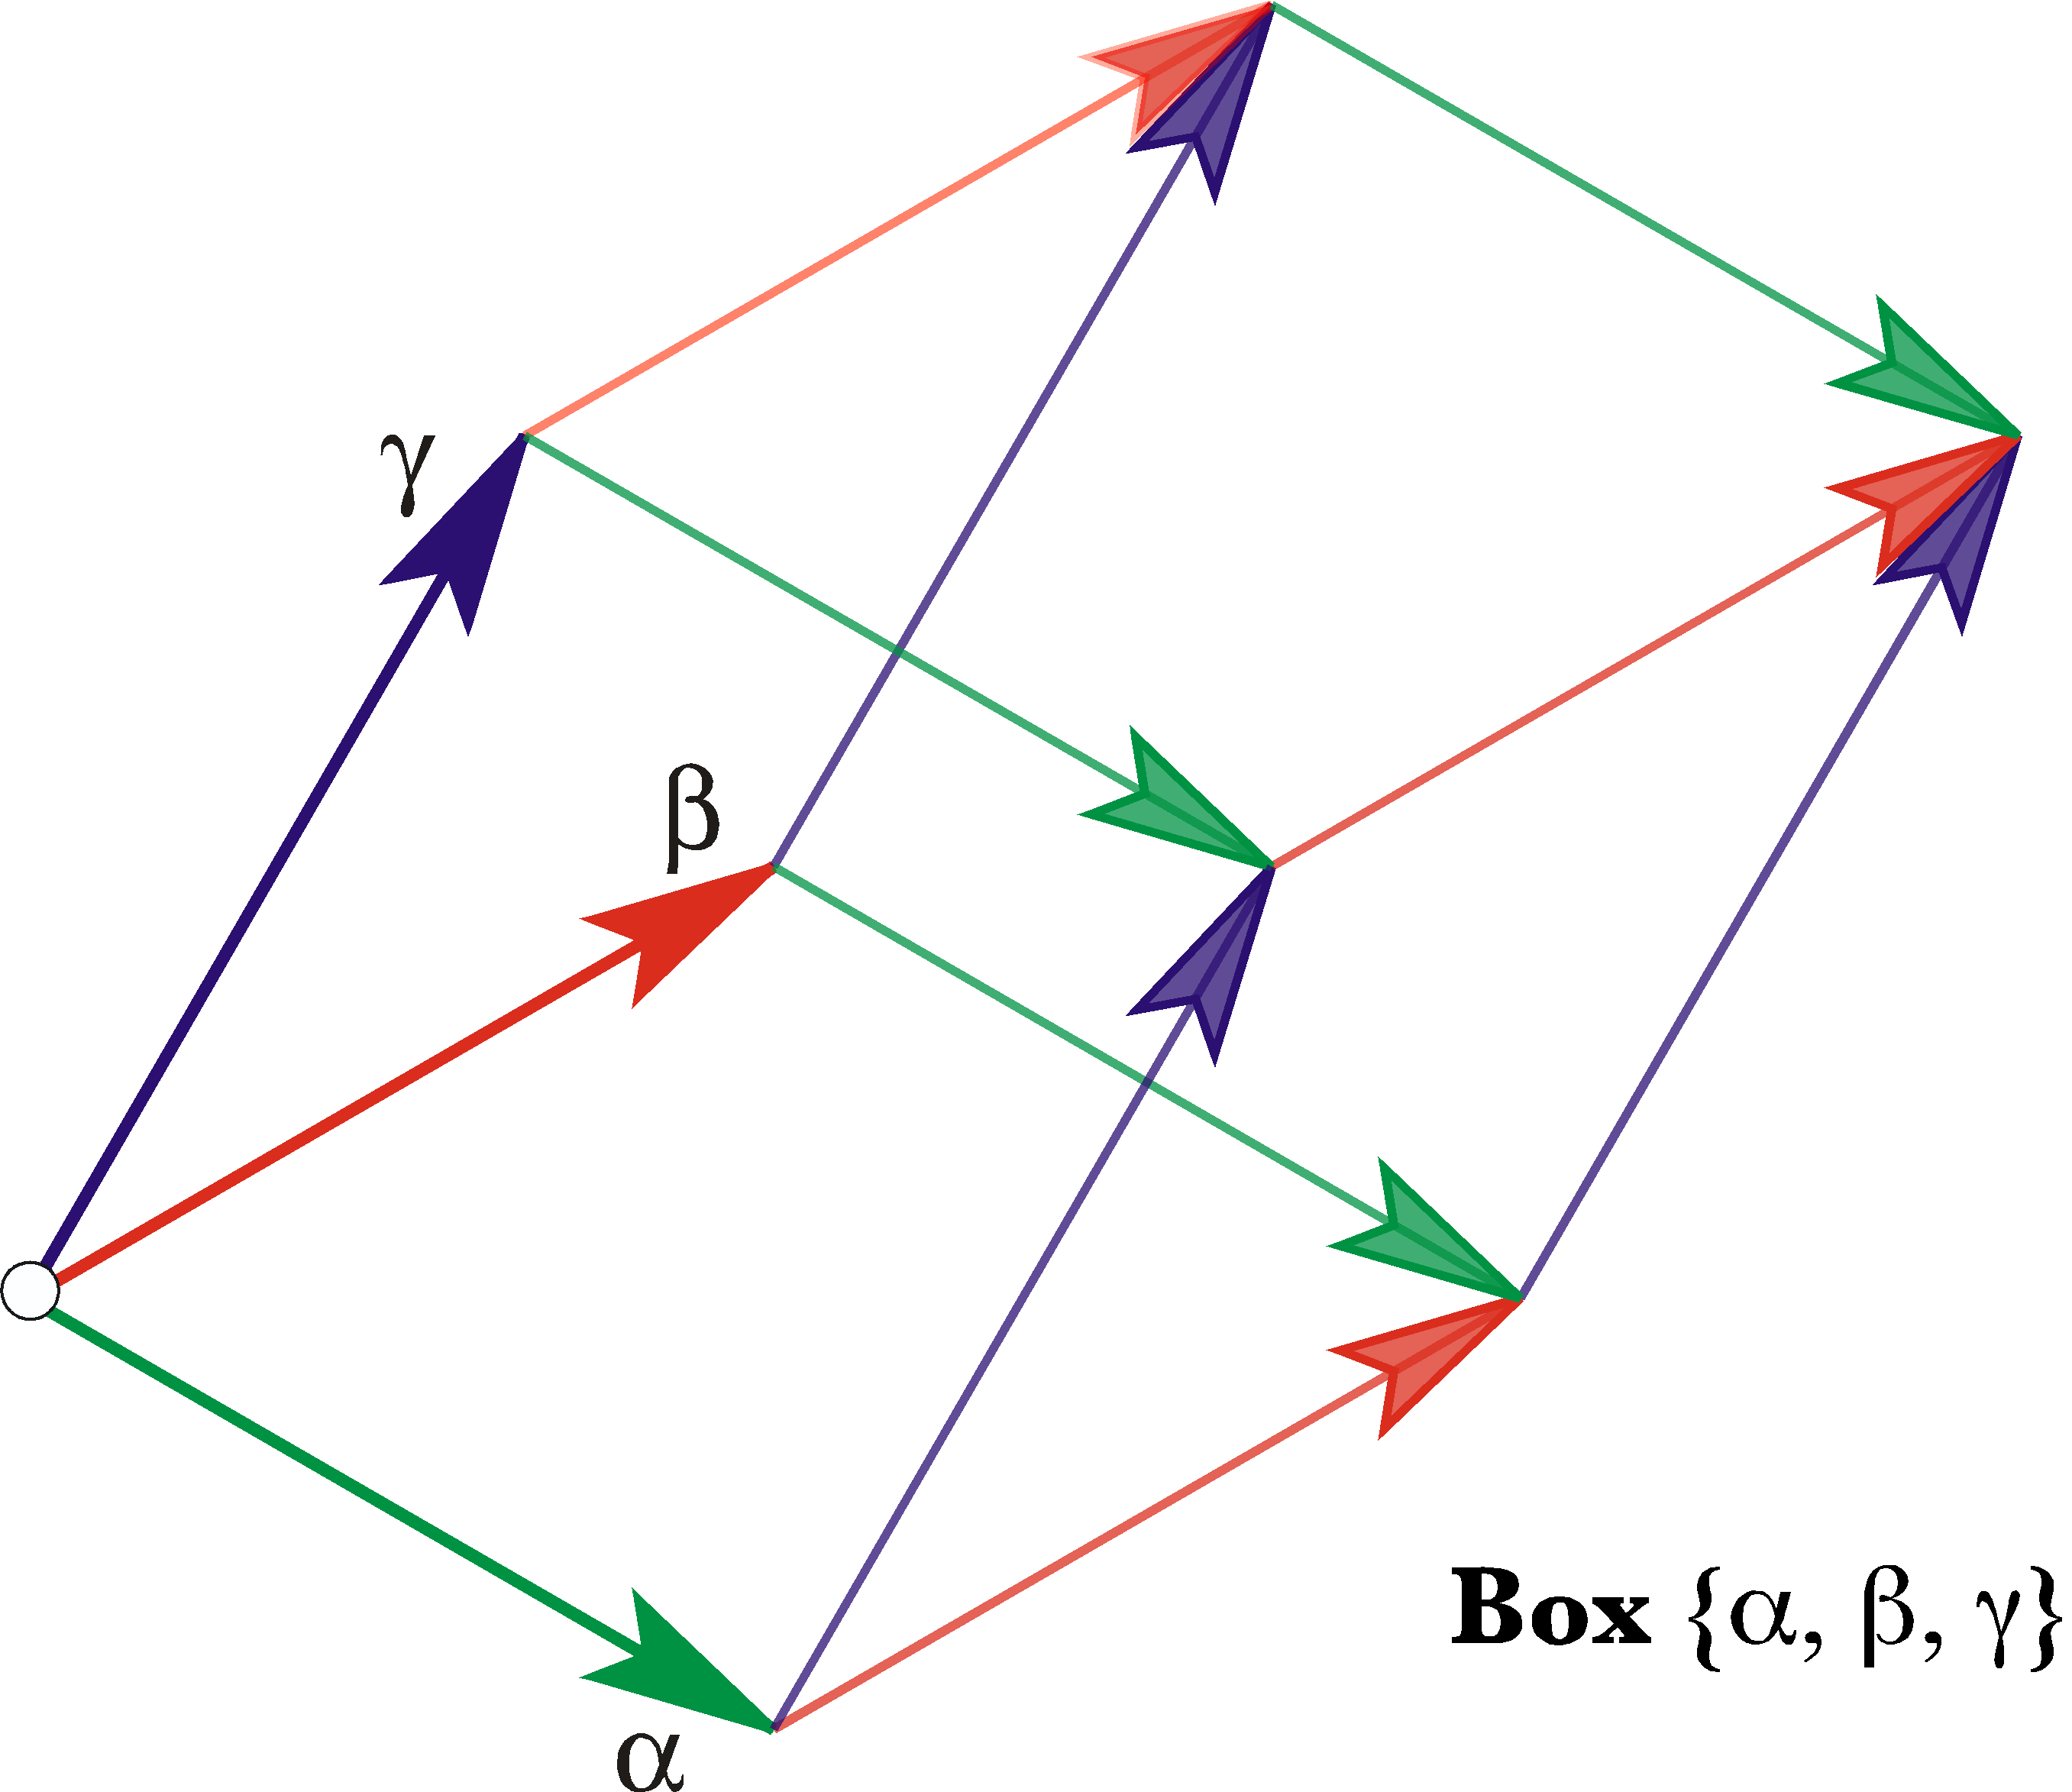 γ
β
α
Box {α, β, γ}